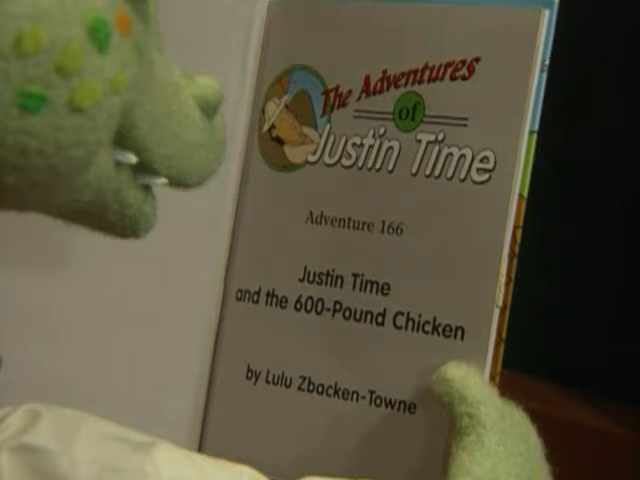 The Adventures
of
Justin Time
Adventure 166
Justin Time
and the 600-Pound Chicken
by Lulu Zbacken-Towne